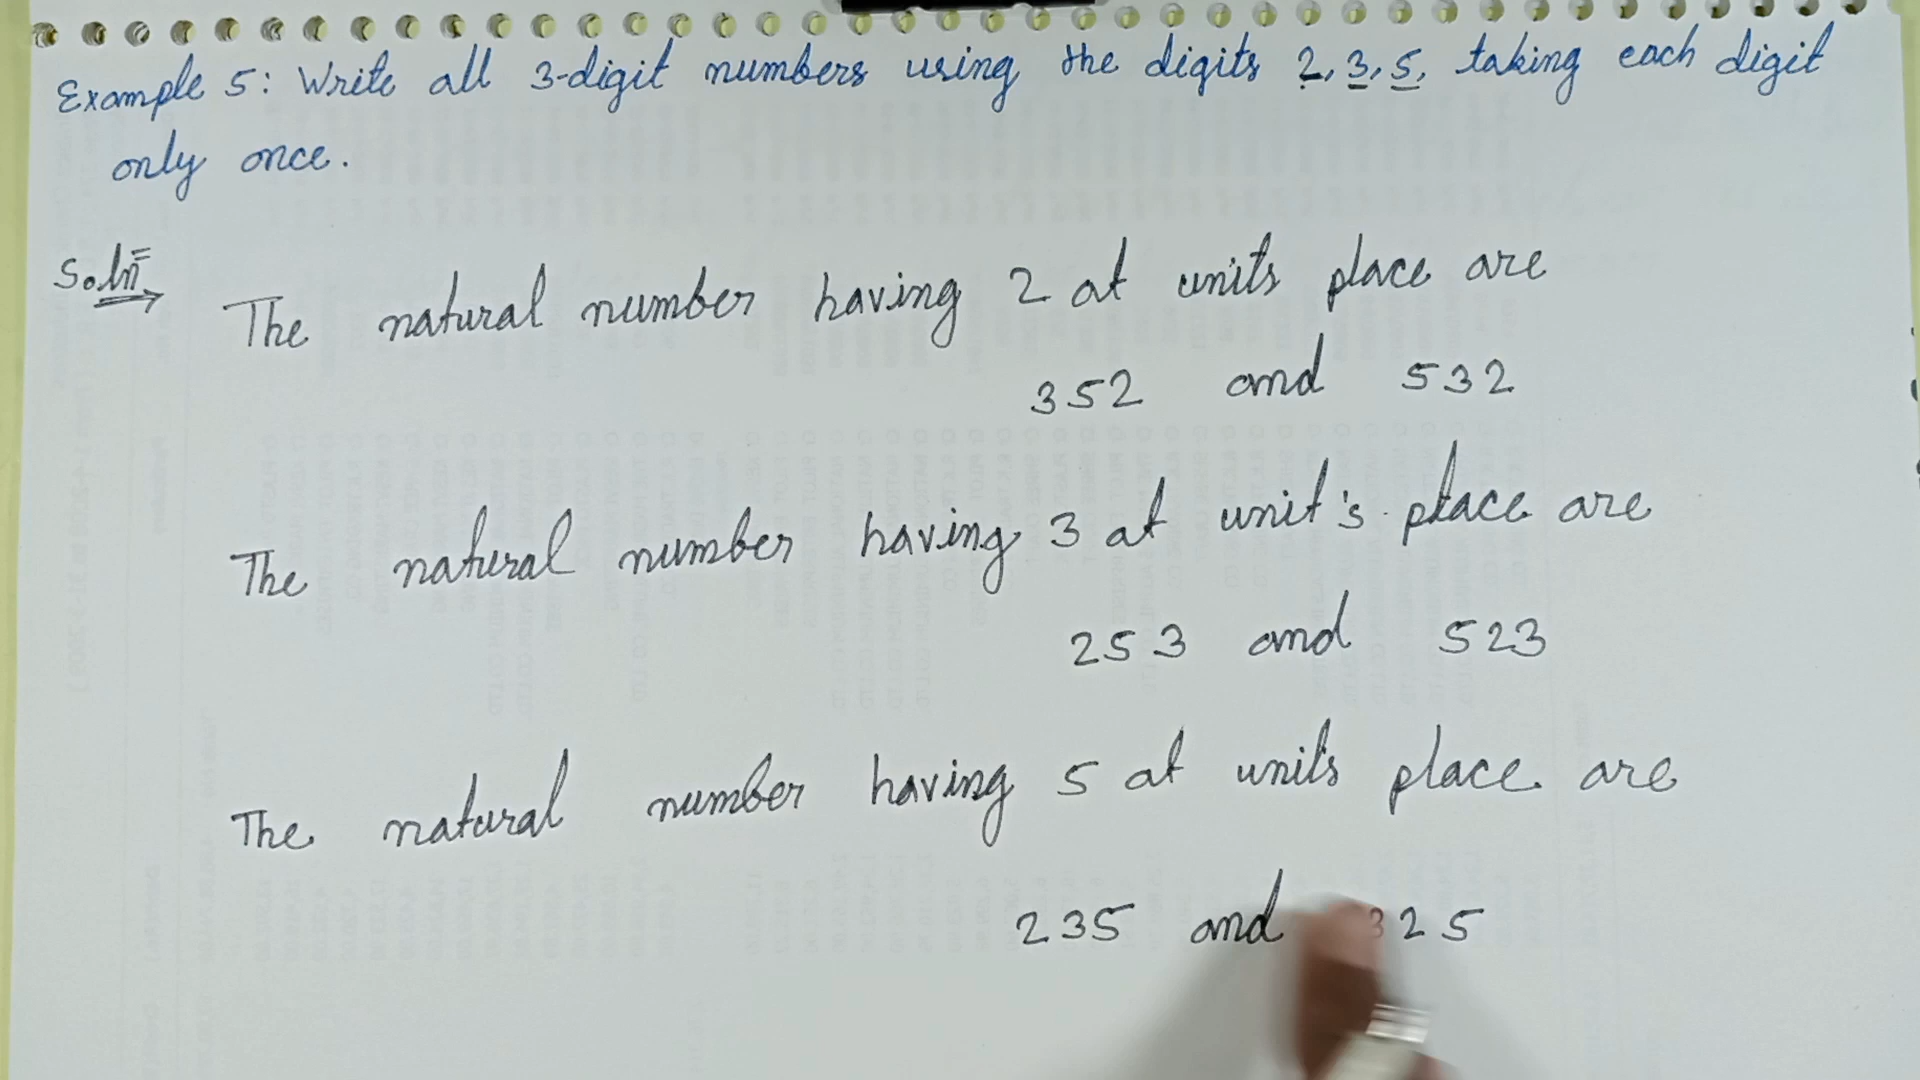 Example 5: Write all 3-digit numbers using the digits 2, 3, 5, taking each digit
only once.
Soln
The natural number having 2 at units place are
352 and 532
The natural number having 3 at unit's place are
253 and 523
The natural number having 5 at unit's place are
235 and 325